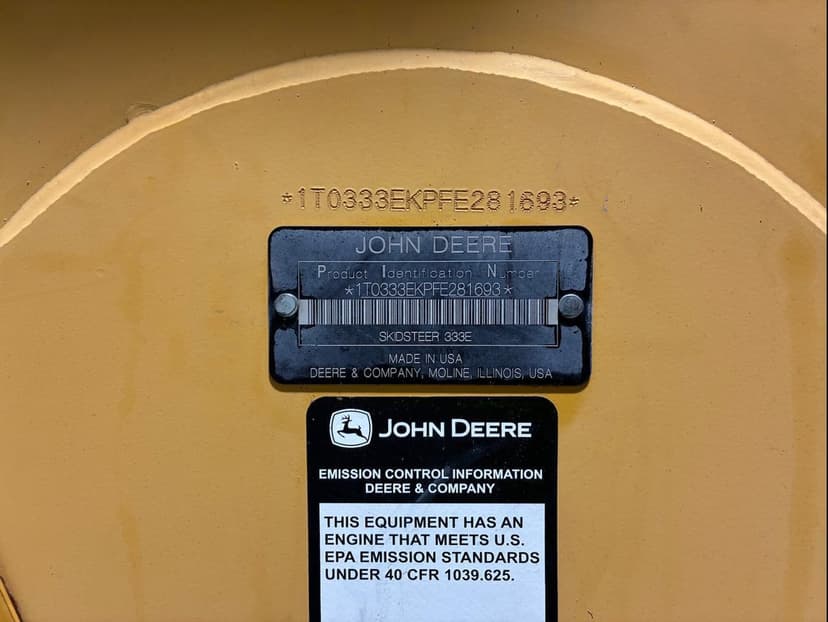 *1T0333EKPFE281693*
JOHN DEERE
Product Identification Number
*1T0333EKPFE281693*
SKIDSTEER 333E
MADE IN USA
DEERE & COMPANY, MOLINE, ILLINOIS, USA
JOHN DEERE
EMISSION CONTROL INFORMATION
DEERE & COMPANY
THIS EQUIPMENT HAS AN
ENGINE THAT MEETS U.S.
EPA EMISSION STANDARDS
UNDER 40 CFR 1039.625.